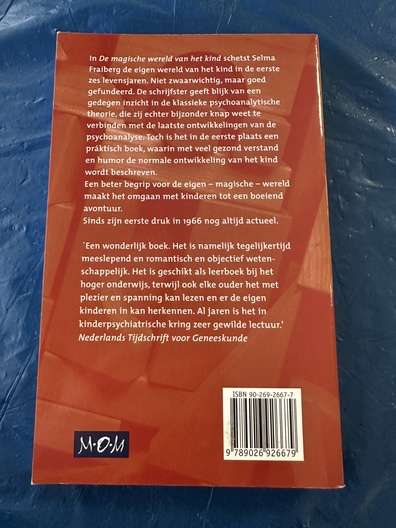 In De magische wereld van het kind schetst Selma
Fraiberg de eigen wereld van het kind in de eerste
zes levensjaren. Niet zwaarwichtig, maar goed
gefundeerd. De schrijfster geeft blijk van een
gedegen inzicht in de klassieke psychoanalytische
theorie, die zij echter bijzonder knap weet te
verbinden met de laatste ontwikkelingen van de
psychoanalyse. Toch is het in de eerste plaats een
praktisch boek, waarin met veel gezond verstand
en humor de normale ontwikkeling van het kind
wordt beschreven.
Een beter begrip voor de eigen – magische – wereld
maakt het omgaan met kinderen tot een boeiend
avontuur.
Sinds zijn eerste druk in 1966 nog altijd actueel.
'Een wonderlijk boek. Het is namelijk tegelijkertijd
meeslepend en romantisch en objectief weten-
schappelijk. Het is geschikt als leerboek bij het
hoger onderwijs, terwijl ook elke ouder het met
plezier en spanning kan lezen en er de eigen
kinderen in kan herkennen. Al jaren is het in
kinderpsychiatrische kring zeer gewilde lectuur.'
Nederlands Tijdschrift voor Geneeskunde
ISBN 90-269-2667-7
9 789026 926679
M·O·M